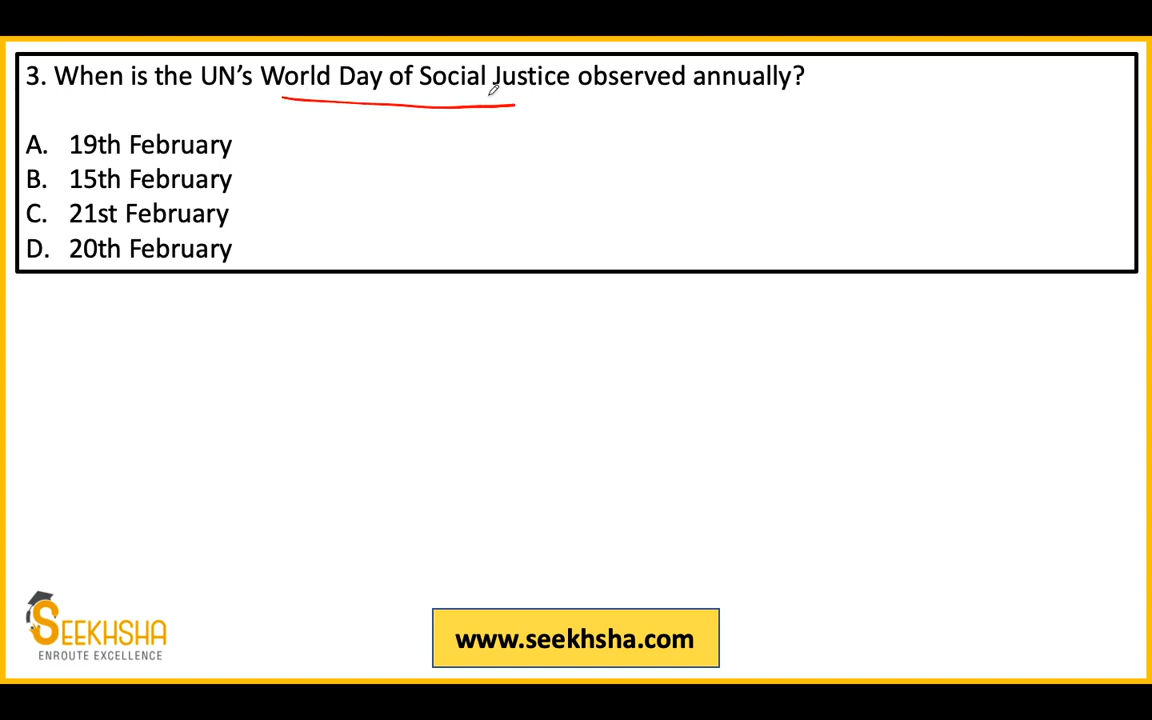 3. When is the UN’s World Day of Social Justice observed annually?
A. 19th February
B. 15th February
C. 21st February
D. 20th February
SEEKHSHA
ENROUTE EXCELLENCE
www.seekhsha.com